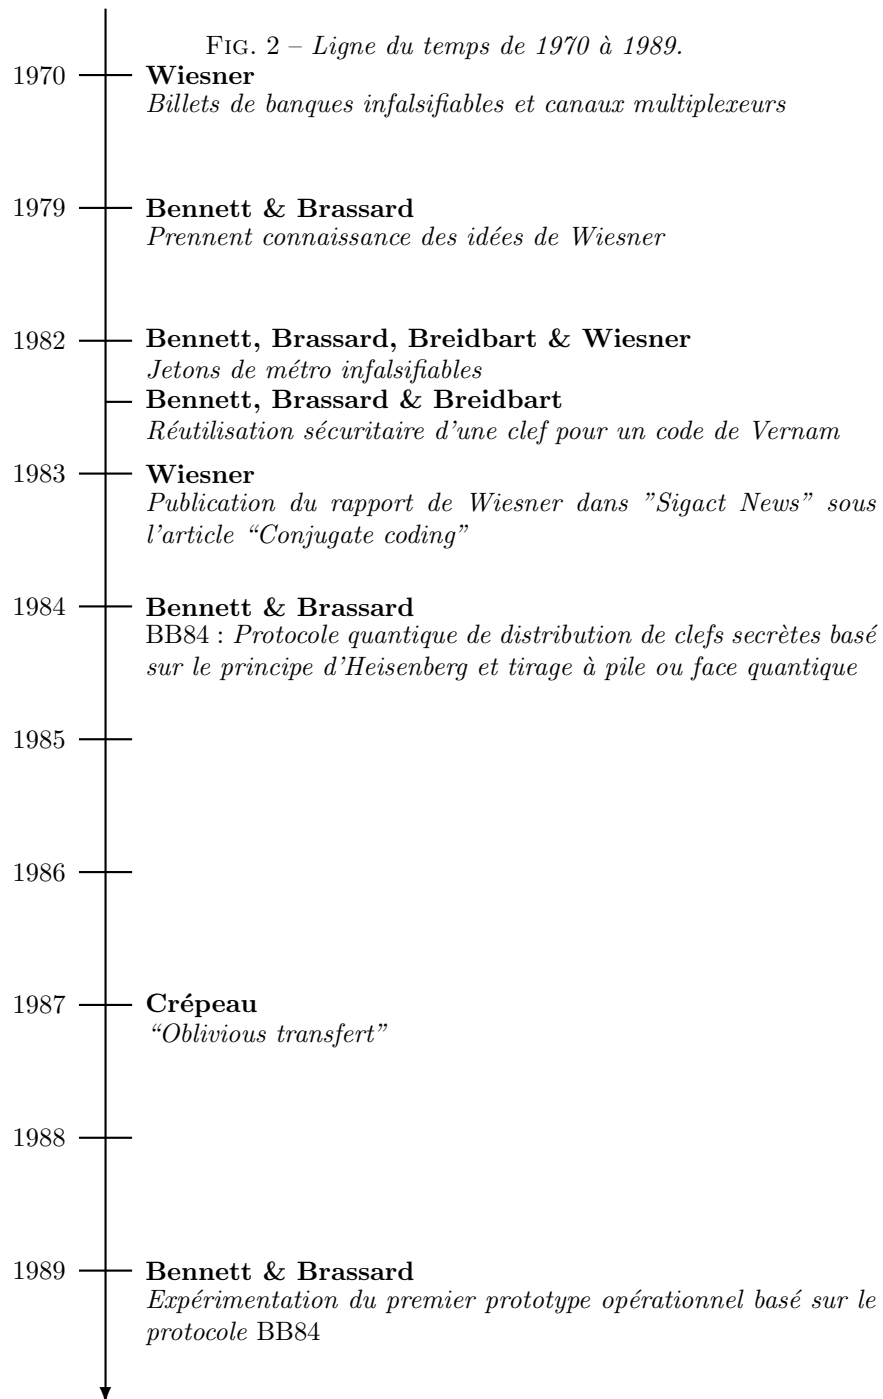 FIG. 2 – Ligne du temps de 1970 à 1989.
1970 Wiesner
Billets de banques infalsifiables et canaux multiplexeurs
1979 Bennett & Brassard
Prennent connaissance des idées de Wiesner
1982 Bennett, Brassard, Breidbart & Wiesner
Jetons de métro infalsifiables
Bennett, Brassard & Breidbart
Réutilisation sécuritaire d'une clef pour un code de Vernam
1983 Wiesner
Publication du rapport de Wiesner dans ”Sigact News” sous
l'article “Conjugate coding”
1984 Bennett & Brassard
BB84 : Protocole quantique de distribution de clefs secrètes basé
sur le principe d'Heisenberg et tirage à pile ou face quantique
1985
1986
1987 Crépeau
“Oblivious transfert”
1988
1989 Bennett & Brassard
Expérimentation du premier prototype opérationnel basé sur le
protocole BB84